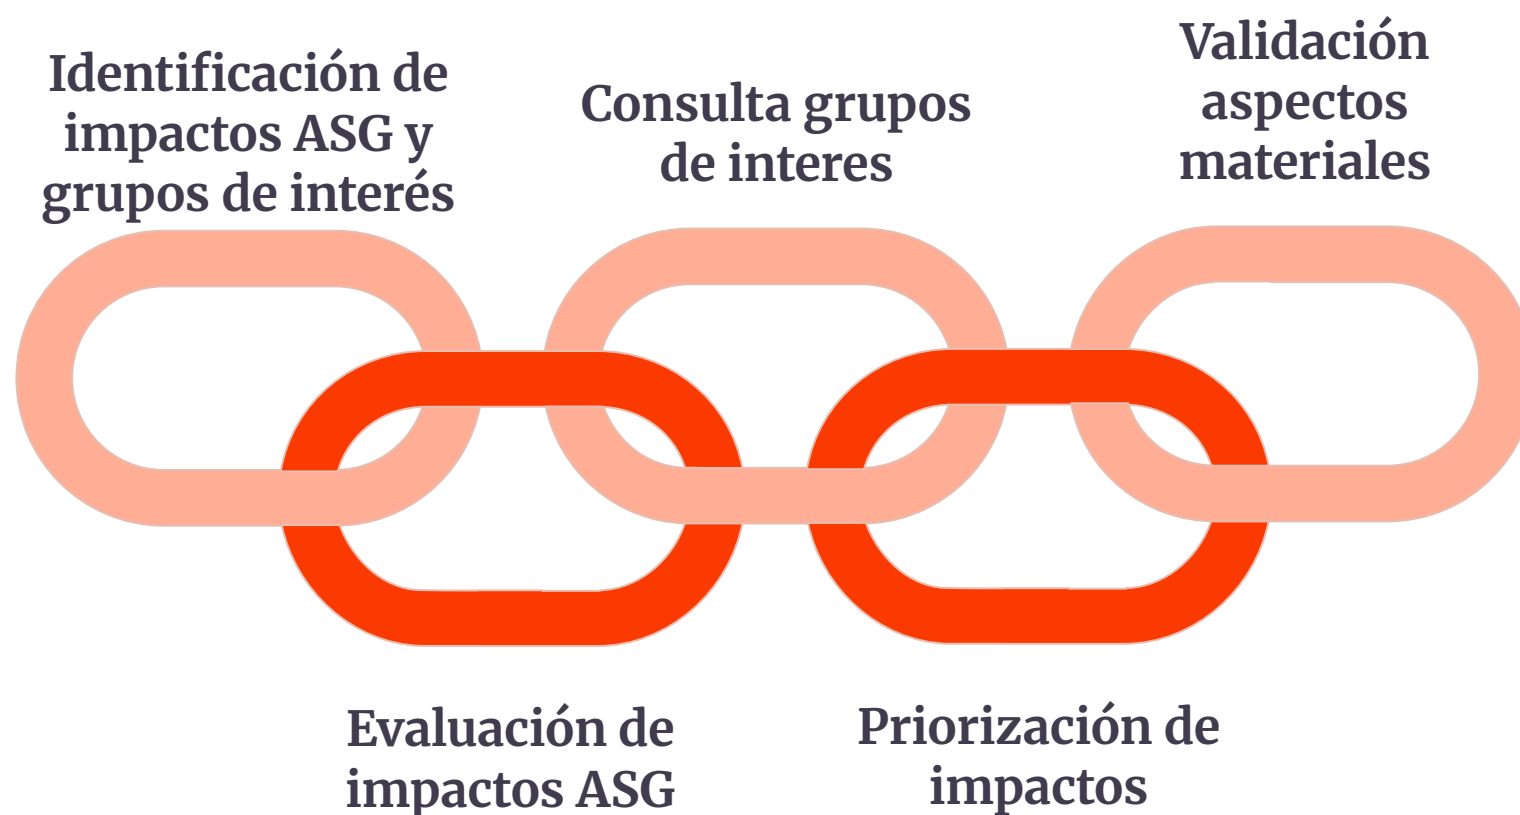 Identificación de
impactos ASG y
grupos de interés
Consulta grupos
de interes
Validación
aspectos
materiales
Evaluación de
impactos ASG
Priorización de
impactos